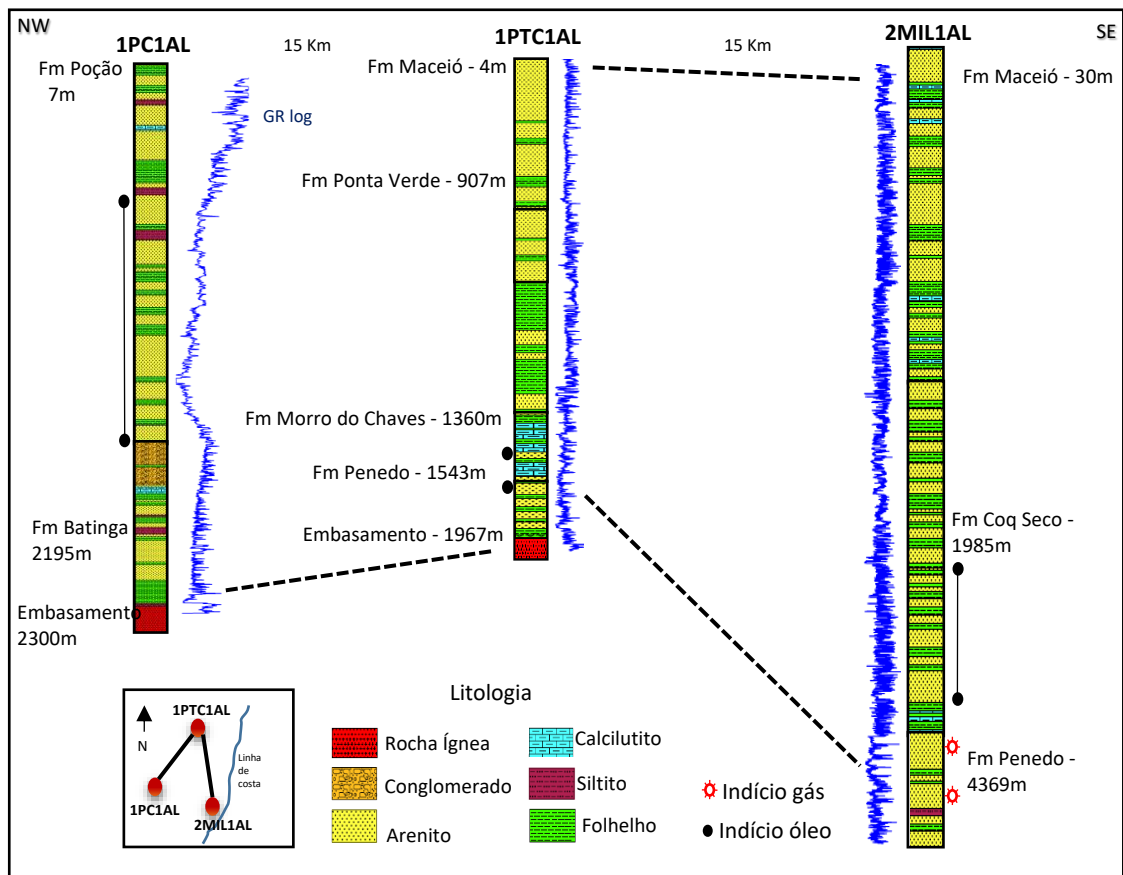 NW
SE
1PC1AL
15 Km
1PTC1AL
15 Km
2MIL1AL
Fm Poção
7m
GR log
Fm Batinga
2195m
Embasamento
2300m
Fm Maceió - 4m
Fm Ponta Verde - 907m
Fm Morro do Chaves - 1360m
Fm Penedo - 1543m
Embasamento - 1967m
Fm Maceió - 30m
Fm Coq Seco -
1985m
Fm Penedo -
4369m
1PTC1AL
N
Linha
de
costa
1PC1AL
2MIL1AL
Litologia
Rocha Ígnea
Conglomerado
Arenito
Calcilutito
Siltito
Folhelho
Indício gás
Indício óleo